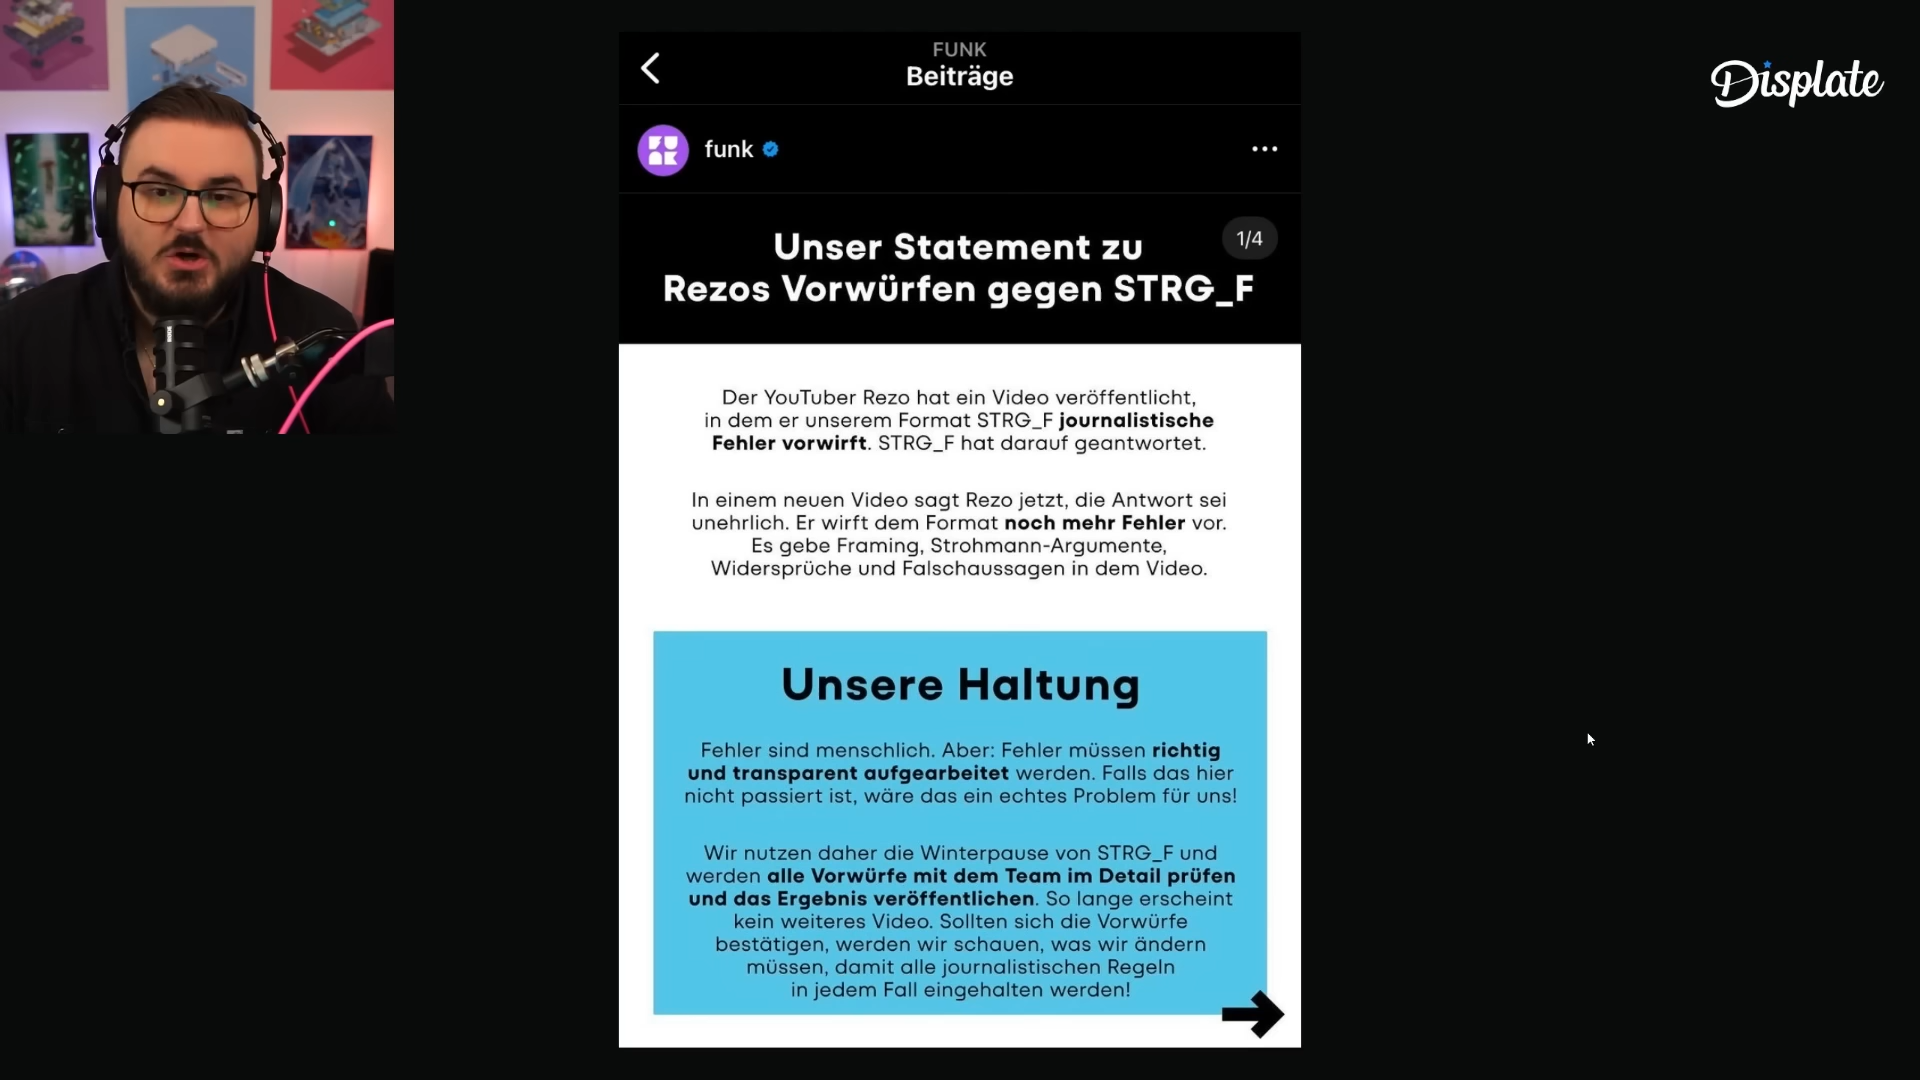 FUNK
Beiträge
funk
Unser Statement zu
Rezos Vorwürfen gegen STRG_F
1/4
Der YouTuber Rezo hat ein Video veröffentlicht,
in dem er unserem Format STRG_F journalistische
Fehler vorwirft. STRG_F hat darauf geantwortet.
In einem neuen Video sagt Rezo jetzt, die Antwort sei
unehrlich. Er wirft dem Format noch mehr Fehler vor.
Es gebe Framing, Strohmann-Argumente,
Widersprüche und Falschaussagen in dem Video.
Unsere Haltung
Fehler sind menschlich. Aber: Fehler müssen richtig
und transparent aufgearbeitet werden. Falls das hier
nicht passiert ist, wäre das ein echtes Problem für uns!
Wir nutzen daher die Winterpause von STRG_F und
werden alle Vorwürfe mit dem Team im Detail prüfen
und das Ergebnis veröffentlichen. So lange erscheint
kein weiteres Video. Sollten sich die Vorwürfe
bestätigen, werden wir schauen, was wir ändern
müssen, damit alle journalistischen Regeln
in jedem Fall eingehalten werden!
Displate